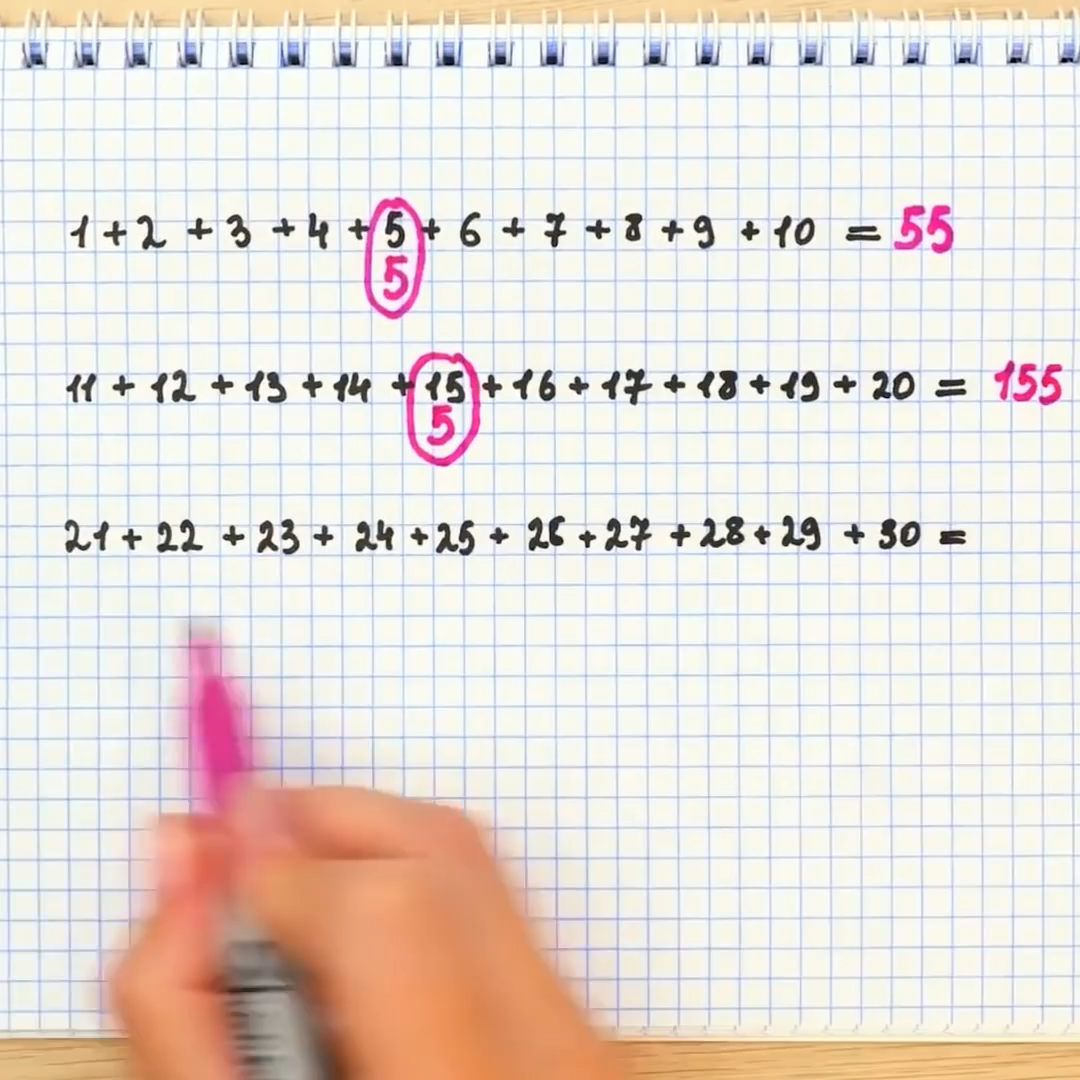 1 + 2 + 3 + 4 + 5 + 6 + 7 + 8 + 9 + 10 = 55
5
11 + 12 + 13 + 14 + 15 + 16 + 17 + 18 + 19 + 20 = 155
5
21 + 22 + 23 + 24 + 25 + 26 + 27 + 28 + 29 + 30 =